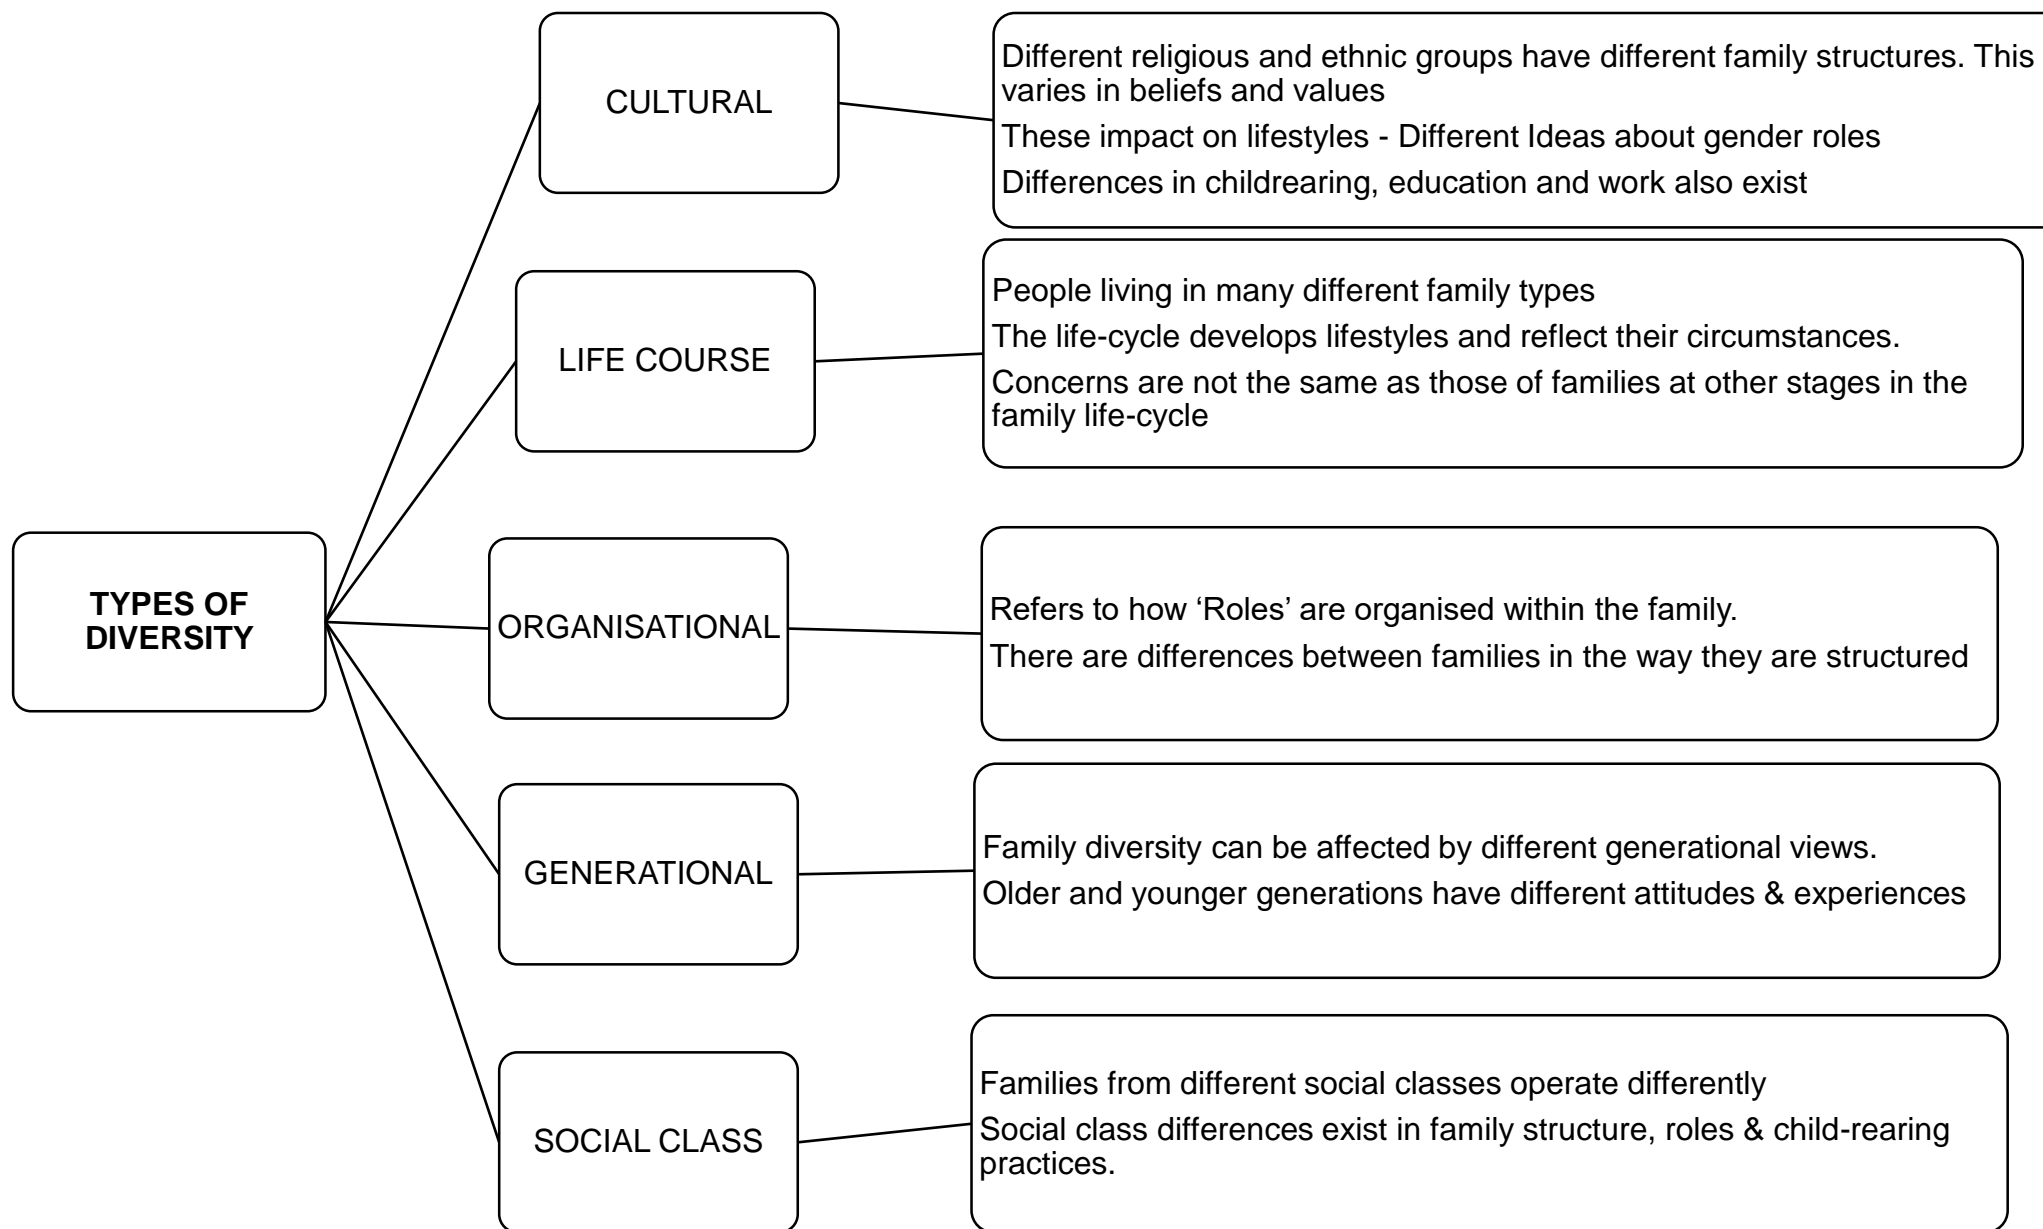 TYPES OF
DIVERSITY
CULTURAL
Different religious and ethnic groups have different family structures. This
varies in beliefs and values
These impact on lifestyles - Different Ideas about gender roles
Differences in childrearing, education and work also exist
LIFE COURSE
People living in many different family types
The life-cycle develops lifestyles and reflect their circumstances.
Concerns are not the same as those of families at other stages in the
family life-cycle
ORGANISATIONAL
Refers to how ‘Roles’ are organised within the family.
There are differences between families in the way they are structured
GENERATIONAL
Family diversity can be affected by different generational views.
Older and younger generations have different attitudes & experiences
SOCIAL CLASS
Families from different social classes operate differently
Social class differences exist in family structure, roles & child-rearing
practices.